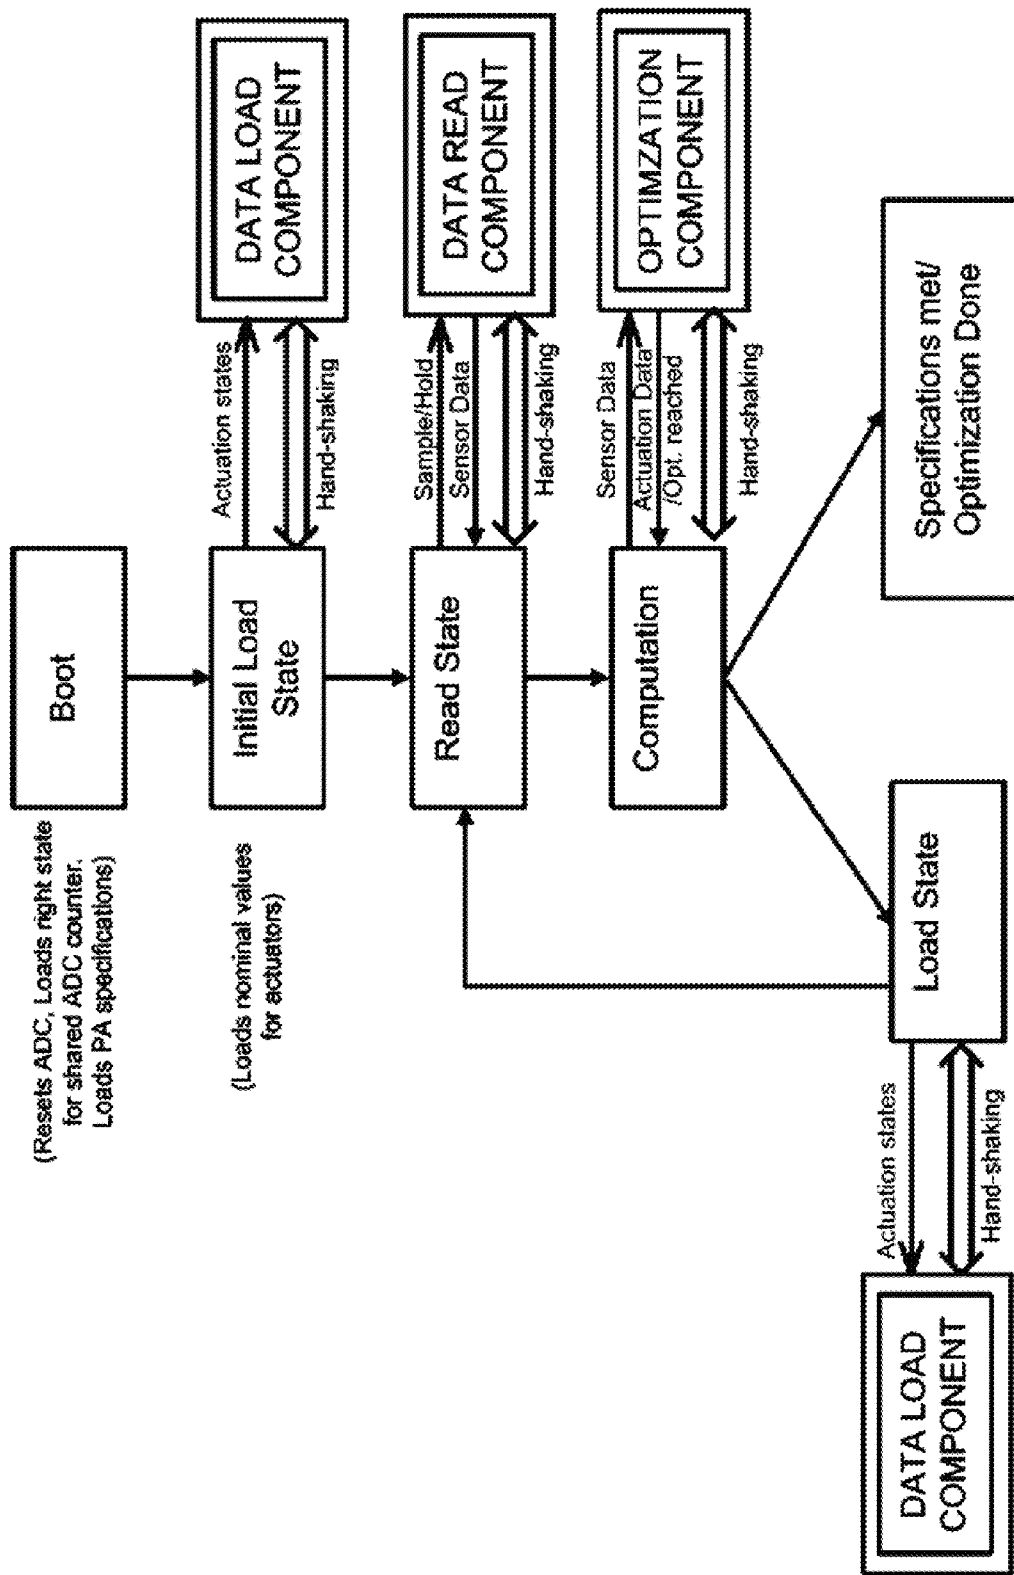 Boot
(Resets ADC, Loads right state
for shared ADC counter.
Loads PA specifications)
Initial Load
State
(Loads nominal values
for actuators)
Actuation states
Hand-shaking
DATA LOAD
COMPONENT
Read State
Sample/Hold
Sensor Data
Hand-shaking
DATA READ
COMPONENT
Computation
Sensor Data
Actuation Data
/Opt. reached
Hand-shaking
OPTIMZATION
COMPONENT
Load State
Actuation states
Hand-shaking
DATA LOAD
COMPONENT
Specifications met/
Optimization Done